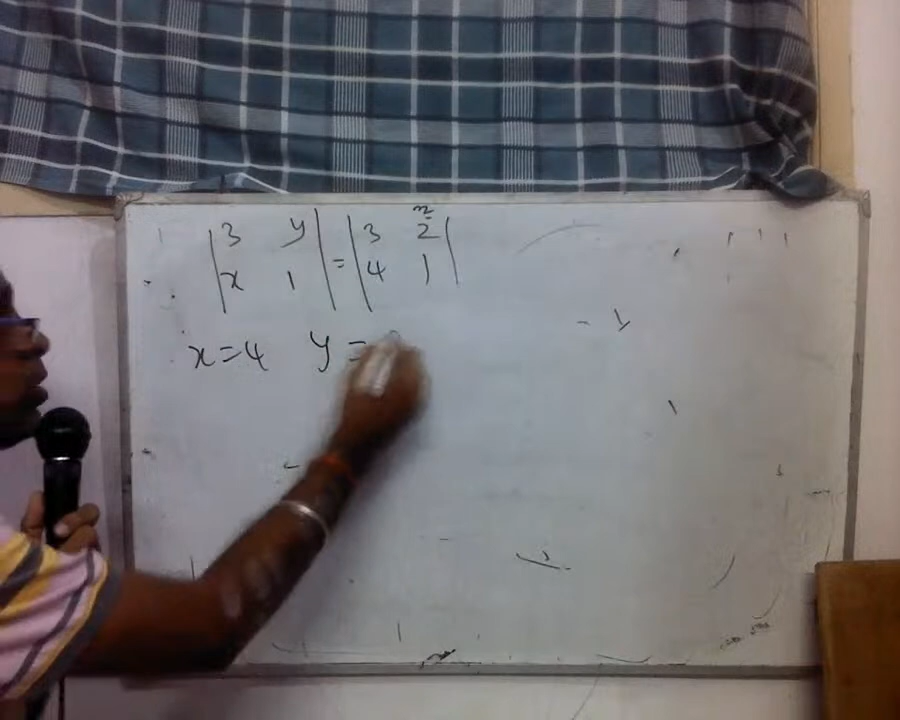 |3 y| = |3 2|
|x 1| |4 1|
x=4 y=